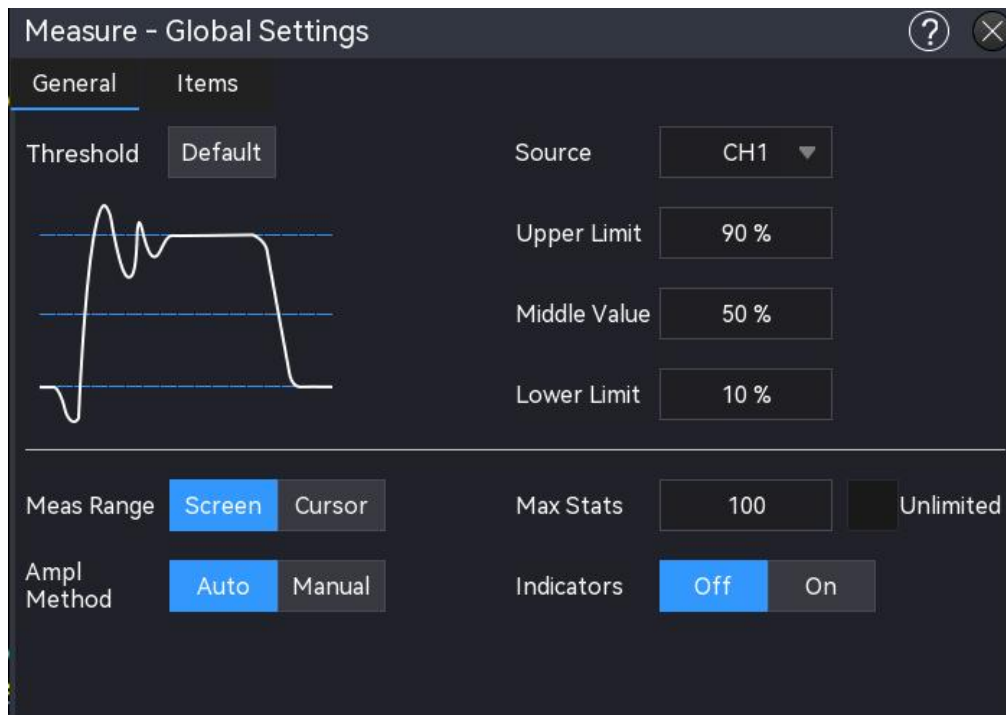 Measure - Global Settings
?
General Items
Threshold Default
Source CH1
Upper Limit 90 %
Middle Value 50 %
Lower Limit 10 %
Meas Range Screen Cursor
Max Stats 100 Unlimited
Ampl
Method Auto Manual
Indicators Off On